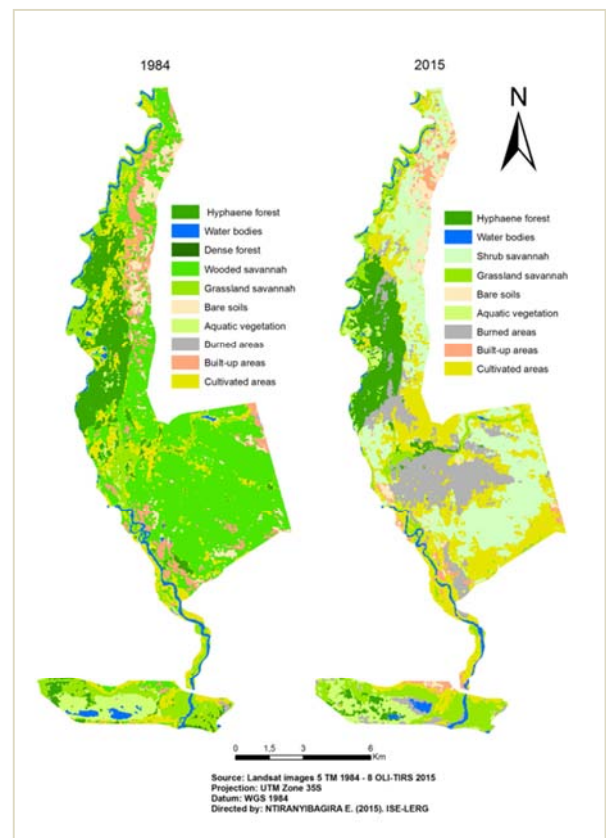 1984
2015
N
Hyphaene forest
Water bodies
Dense forest
Wooded savannah
Grassland savannah
Bare soils
Aquatic vegetation
Burned areas
Built-up areas
Cultivated areas
Hyphaene forest
Water bodies
Shrub savannah
Grassland savannah
Bare soils
Aquatic vegetation
Burned areas
Built-up areas
Cultivated areas
0 1,5 3 6
Km
Source: Landsat images 5 TM 1984 - 8 OLI-TIRS 2015
Projection: UTM Zone 35S
Datum: WGS 1984
Directed by: NTIRANYIBAGIRA E. (2015). ISE-LERG